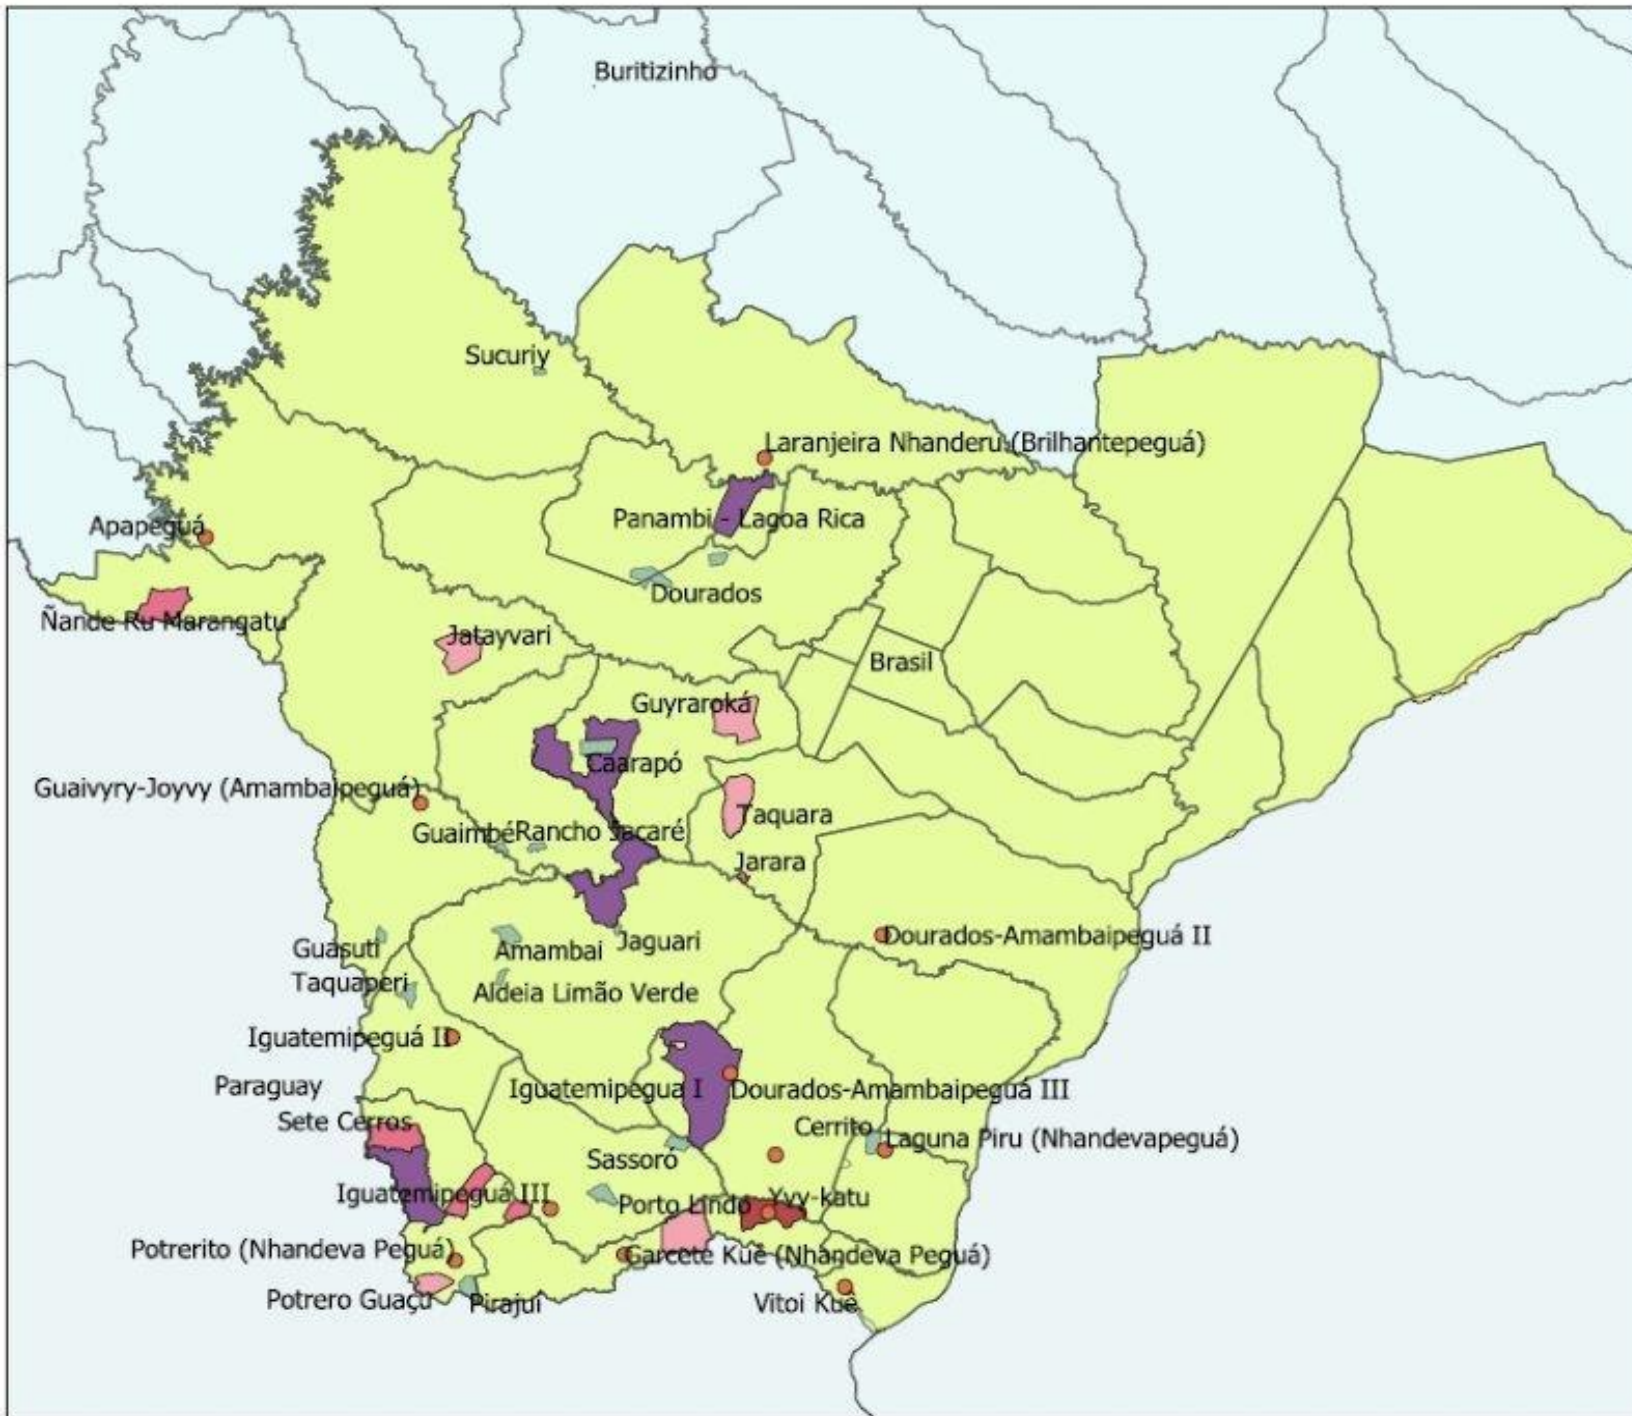 Buritizinho
Sucuriy
Laranjeira Nhanderu (Brilhantepeguá)
Apapeguá
Panambi - Lagoa Rica
Dourados
Ñande Ru Marangatu
Jatayvari
Brasil
Guyraroká
Caarapó
Guaivyry-Joyvy (Amambaipeguá)
Taquara
Guaimbé
Rancho Jacaré
Jarara
Dourados-Amambaipeguá II
Guasuti
Amambai
Jaguari
Taquaperi
Aldeia Limão Verde
Iguatemipeguá II
Paraguay
Iguatemipegua I
Dourados-Amambaipeguá III
Sete Cerros
Cerrito
Laguna Piru (Nhandevapeguá)
Sassoró
Iguatemipeguá III
Porto Lindo
Yvy-katu
Potrerito (Nhandeva Peguá)
Garcete Kuê (Nhandeva Peguá)
Potrero Guaçu
Pirajuí
Vitoi Kuê